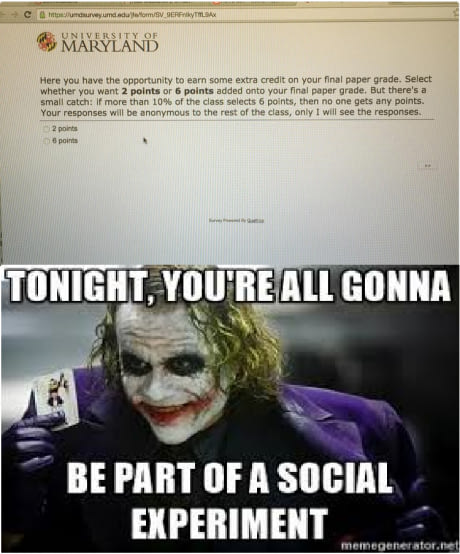 https://umdsurvey.umd.edu/jfe/form/SV_9ERFnlkyTffL9Ax
UNIVERSITY OF
MARYLAND
Here you have the opportunity to earn some extra credit on your final paper grade. Select
whether you want 2 points or 6 points added onto your final paper grade. But there's a
small catch: if more than 10% of the class selects 6 points, then no one gets any points.
Your responses will be anonymous to the rest of the class, only I will see the responses.
2 points
6 points
>>
Survey Powered By Qualtrics
TONIGHT, YOU'RE ALL GONNA
BE PART OF A SOCIAL
EXPERIMENT
memegenerator.net